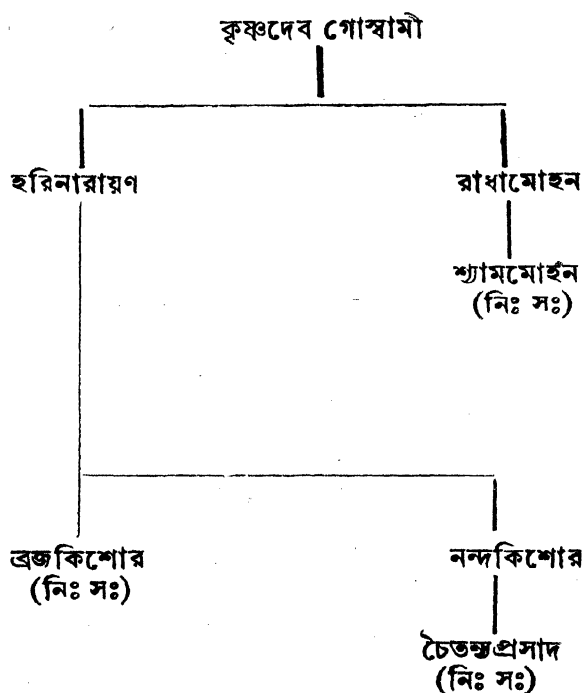 কৃষ্ণদেব গোস্বামী
হরিনারায়ণ
রাধামোহন
শ্যামমোহন
(নিঃ সঃ)
ব্রজকিশোর
(নিঃ সঃ)
নন্দকিশোর
চৈতন্যপ্রসাদ
(নিঃ সঃ)